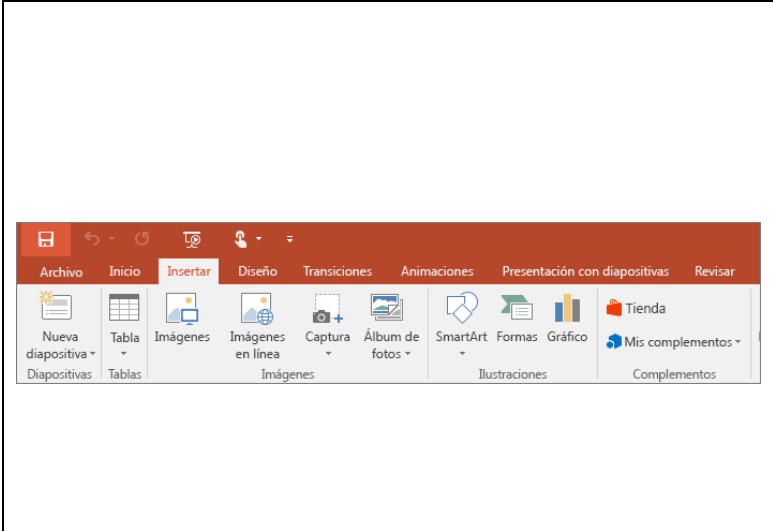 Archivo Inicio Insertar Diseño Transiciones Animaciones Presentación con diapositivas Revisar
Nueva diapositiva
Tabla
Imágenes
Imágenes en línea
Captura
Álbum de fotos
SmartArt
Formas
Gráfico
Tienda
Mis complementos
Diapositivas Tablas Imágenes Ilustraciones Complementos